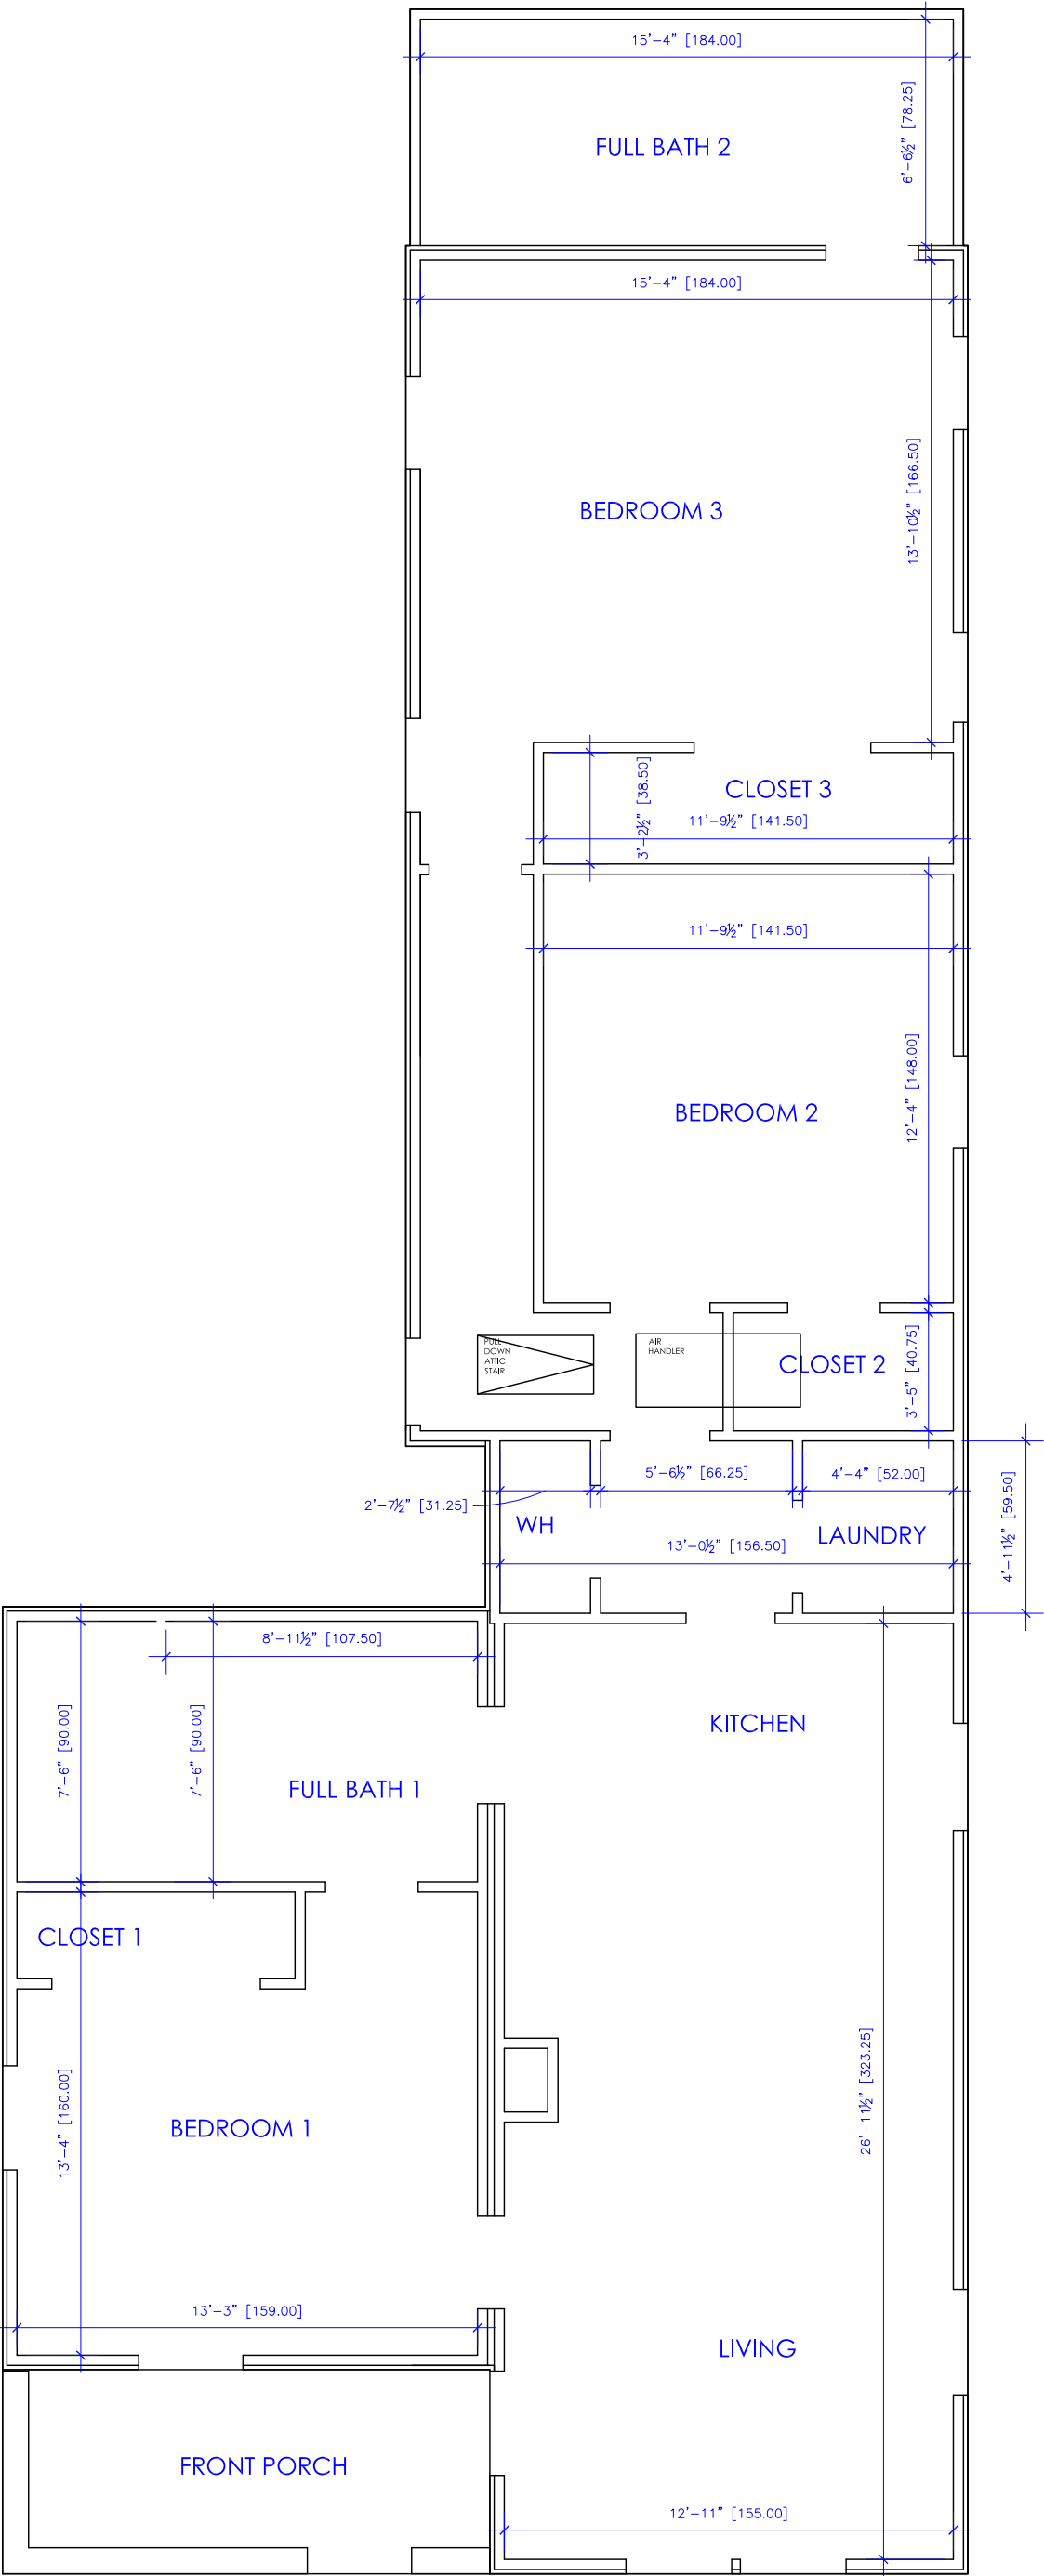 15'-4" [184.00]
6'-6½" [78.25]
FULL BATH 2
15'-4" [184.00]
13'-10½" [166.50]
BEDROOM 3
3'-2½" [38.50]
CLOSET 3
11'-9½" [141.50]
11'-9½" [141.50]
12'-4" [148.00]
BEDROOM 2
PULL
DOWN
ATTIC
STAIR
AIR
HANDLER
CLOSET 2
3'-5" [40.75]
5'-6½" [66.25]
4'-4" [52.00]
2'-7½" [31.25]
WH
LAUNDRY
4'-11½" [59.50]
13'-0½" [156.50]
8'-11½" [107.50]
7'-6" [90.00]
7'-6" [90.00]
KITCHEN
FULL BATH 1
CLOSET 1
13'-4" [160.00]
BEDROOM 1
26'-11½" [323.25]
13'-3" [159.00]
LIVING
FRONT PORCH
12'-11" [155.00]